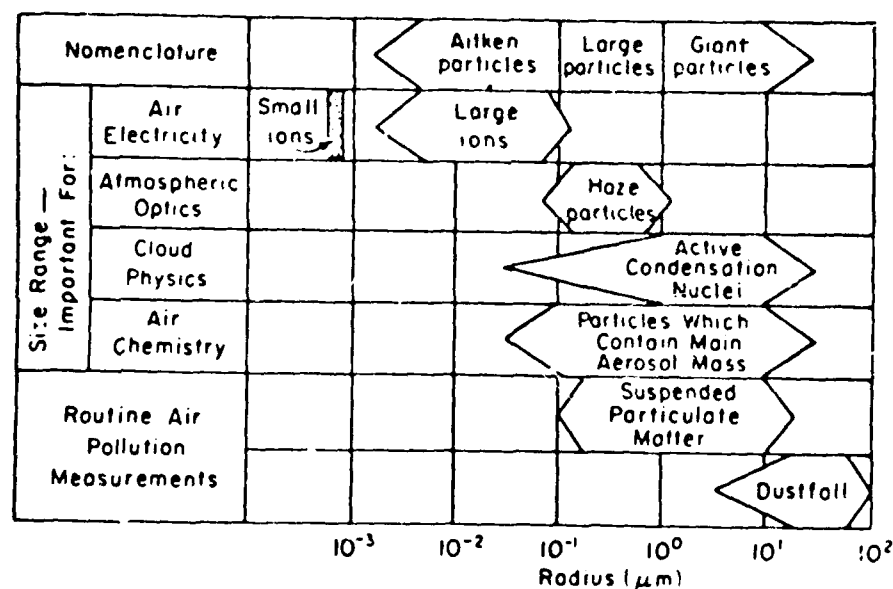 Nomenclature
Aitken
particles
Large
particles
Giant
particles
Size Range —
Important For:
Air
Electricity
Small
ions
Large
ions
Atmospheric
Optics
Haze
particles
Cloud
Physics
Active
Condensation
Nuclei
Air
Chemistry
Particles Which
Contain Main
Aerosol Mass
Routine Air
Pollution
Measurements
Suspended
Particulate
Matter
Dustfall
10⁻³ 10⁻² 10⁻¹ 10⁰ 10¹ 10²
Radius (μm)